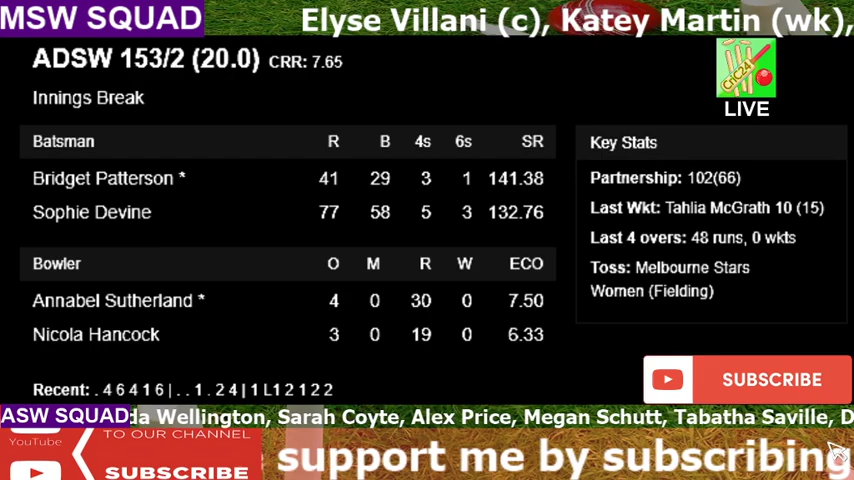 MSW SQUAD
Elyse Villani (c), Katey Martin (wk),
ADSW 153/2 (20.0) CRR: 7.65
CriC24
LIVE
Innings Break
Batsman R B 4s 6s SR
Bridget Patterson * 41 29 3 1 141.38
Sophie Devine 77 58 5 3 132.76
Key Stats
Partnership: 102(66)
Last Wkt: Tahlia McGrath 10 (15)
Last 4 overs: 48 runs, 0 wkts
Toss: Melbourne Stars
Women (Fielding)
Bowler O M R W ECO
Annabel Sutherland * 4 0 30 0 7.50
Nicola Hancock 3 0 19 0 6.33
Recent: . 4 6 4 1 6 | . . 1 . 2 4 | 1 L1 2 1 2 2
SUBSCRIBE
ASW SQUAD
da Wellington, Sarah Coyte, Alex Price, Megan Schutt, Tabatha Saville, D
YouTube
TO OUR CHANNEL
SUBSCRIBE
support me by subscribing